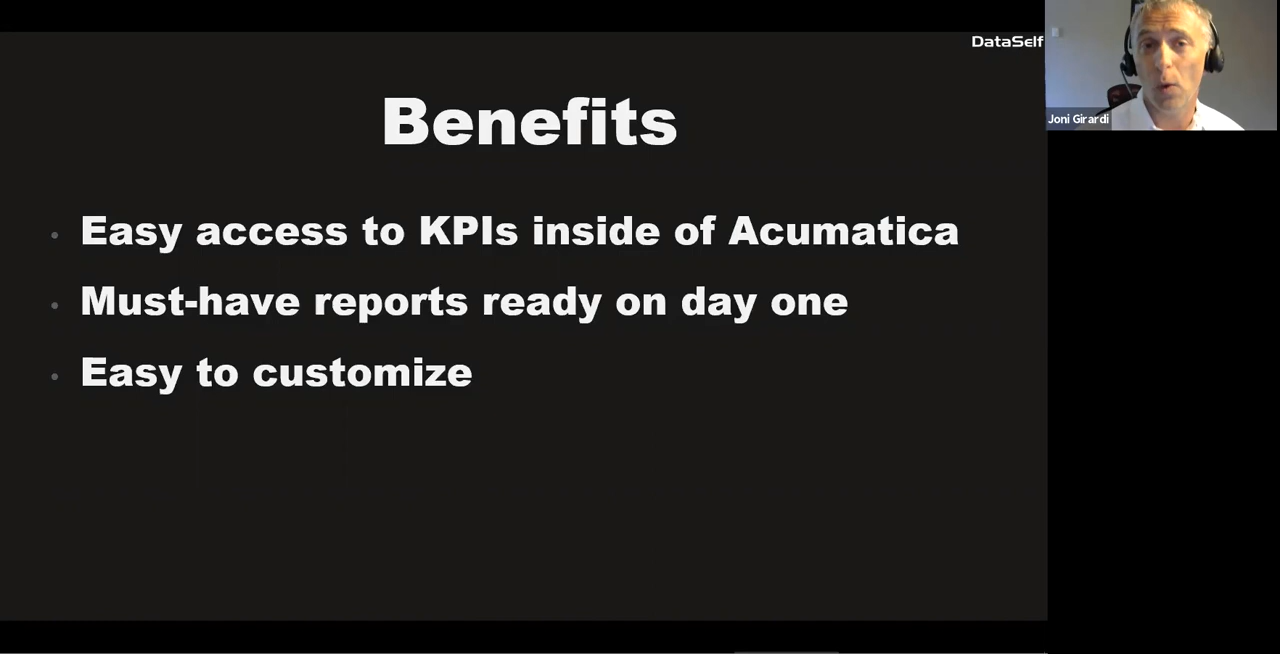 DataSelf
Benefits
• Easy access to KPIs inside of Acumatica
• Must-have reports ready on day one
• Easy to customize
Joni Girardi